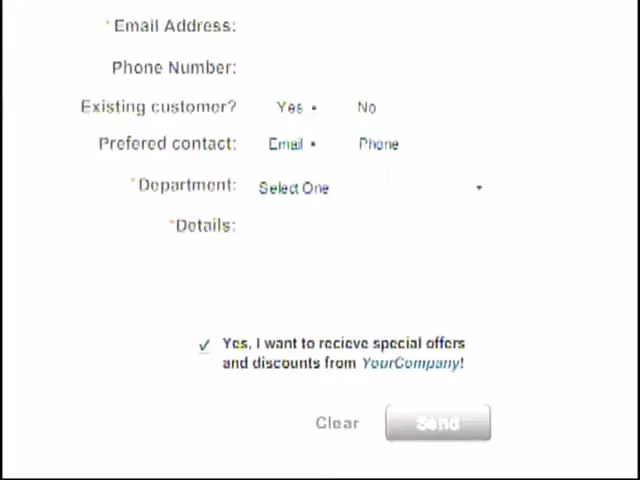 *Email Address:
Phone Number:
Existing customer? Yes No
Prefered contact: Email Phone
*Department: Select One
*Details:
Yes, I want to recieve special offers
and discounts from YourCompany!
Clear Send